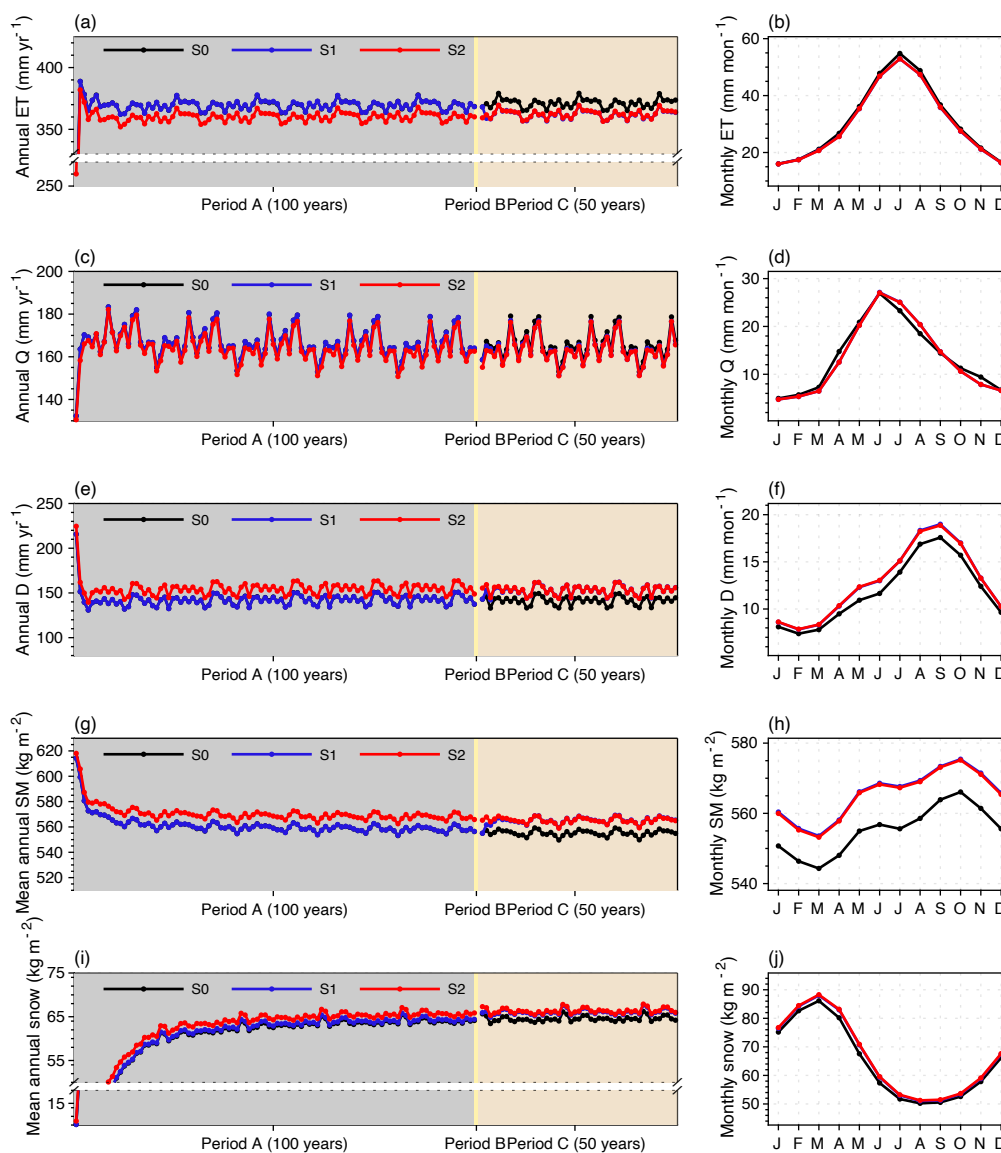 (a)
S0 S1 S2
Annual ET (mm yr⁻¹)
400
350
250
Period A (100 years) Period B Period C (50 years)
(b)
Monthly ET (mm mon⁻¹)
60
40
20
J F M A M J J A S O N D
(c)
S0 S1 S2
Annual Q (mm yr⁻¹)
200
180
160
140
Period A (100 years) Period B Period C (50 years)
(d)
Monthly Q (mm mon⁻¹)
30
20
10
J F M A M J J A S O N D
(e)
S0 S1 S2
Annual D (mm yr⁻¹)
250
200
150
100
Period A (100 years) Period B Period C (50 years)
(f)
Monthly D (mm mon⁻¹)
20
15
10
J F M A M J J A S O N D
(g)
S0 S1 S2
Mean annual SM (kg m⁻²)
620
600
580
560
540
520
Period A (100 years) Period B Period C (50 years)
(h)
Monthly SM (kg m⁻²)
580
560
540
J F M A M J J A S O N D
(i)
S0 S1 S2
Mean annual snow (kg m⁻²)
75
65
55
15
Period A (100 years) Period B Period C (50 years)
(j)
Monthly snow (kg m⁻²)
90
80
70
60
50
J F M A M J J A S O N D